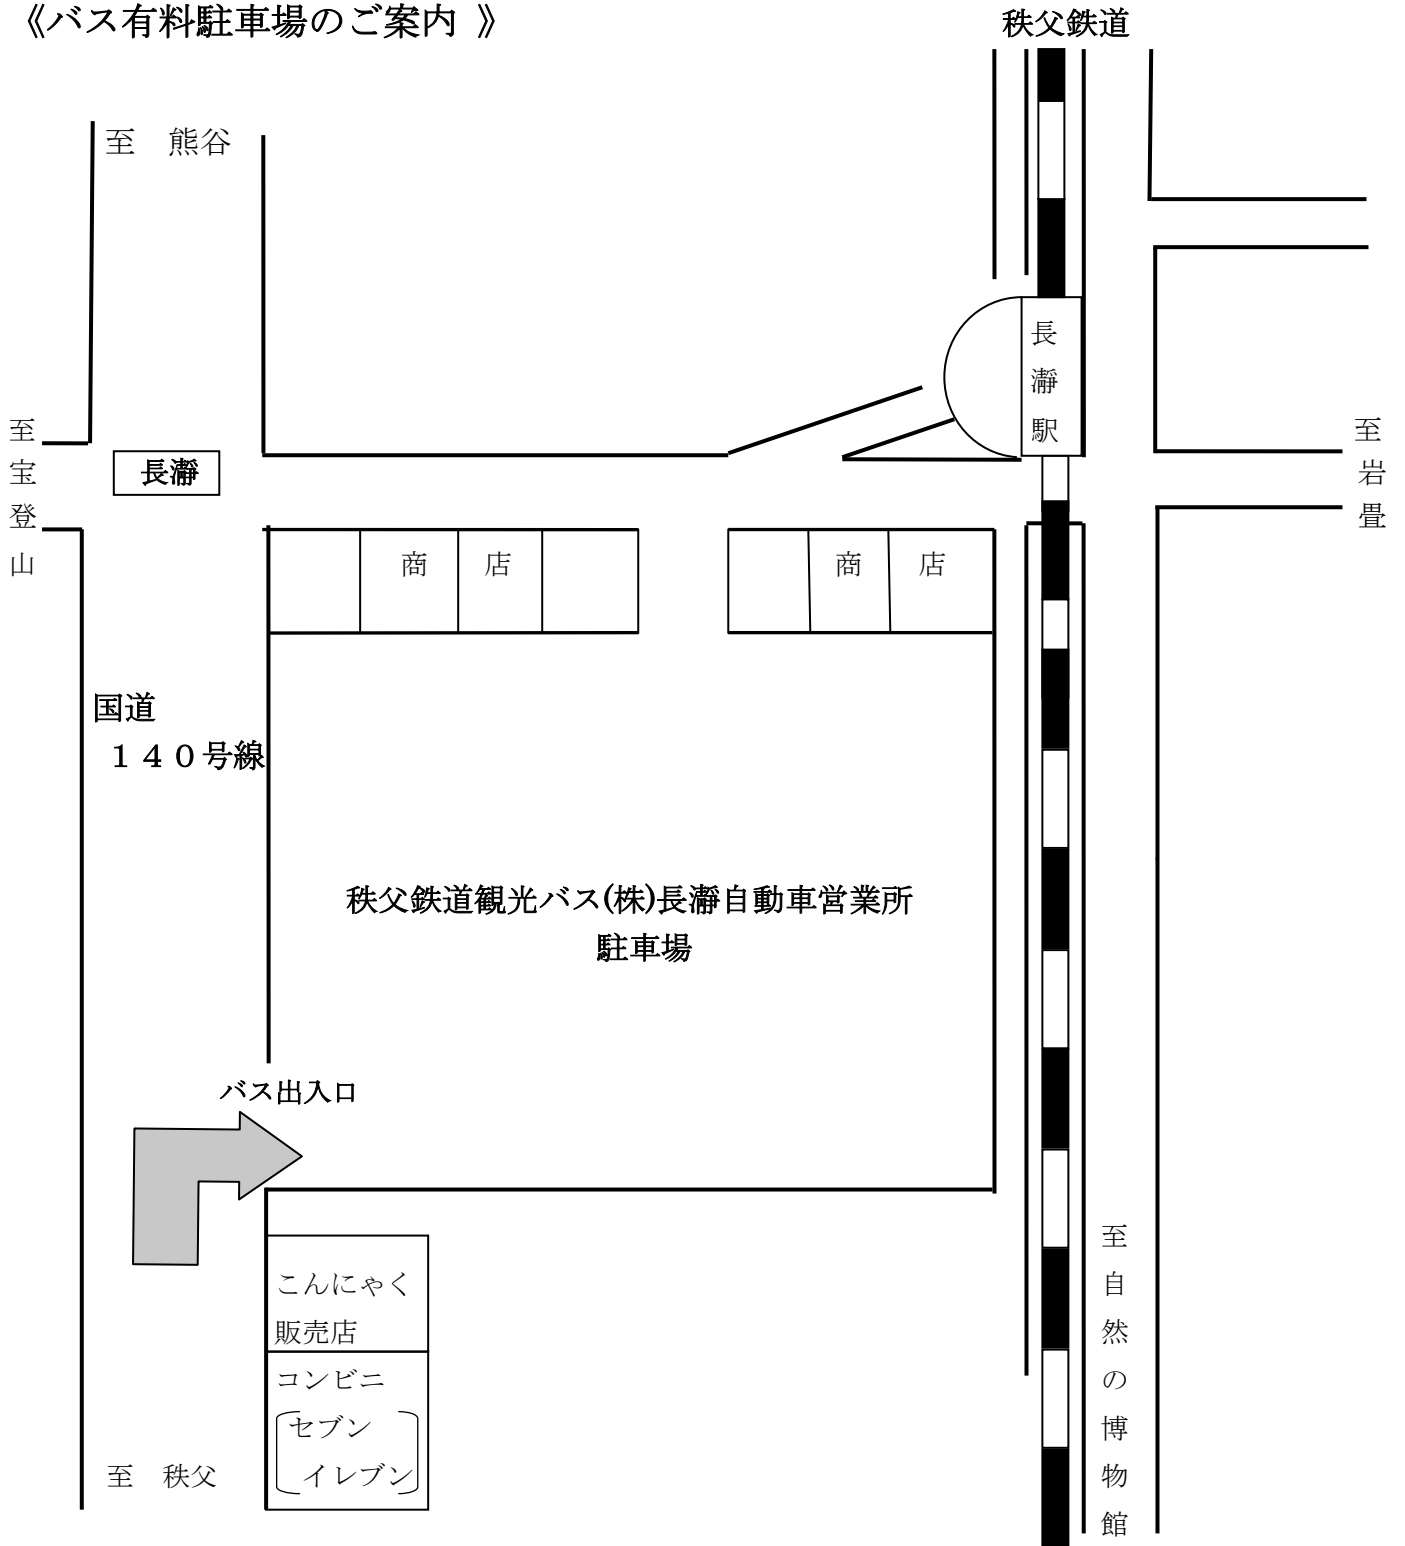 《バス有料駐車場のご案内 》
秩父鉄道
至　熊谷
長瀞駅
至宝登山
長瀞
至岩畳
商　店
商　店
国道
１４０号線
秩父鉄道観光バス(株)長瀞自動車営業所
駐車場
バス出入口
こんにゃく
販売店
コンビニ
セブン
イレブン
至　秩父
至自然の博物館